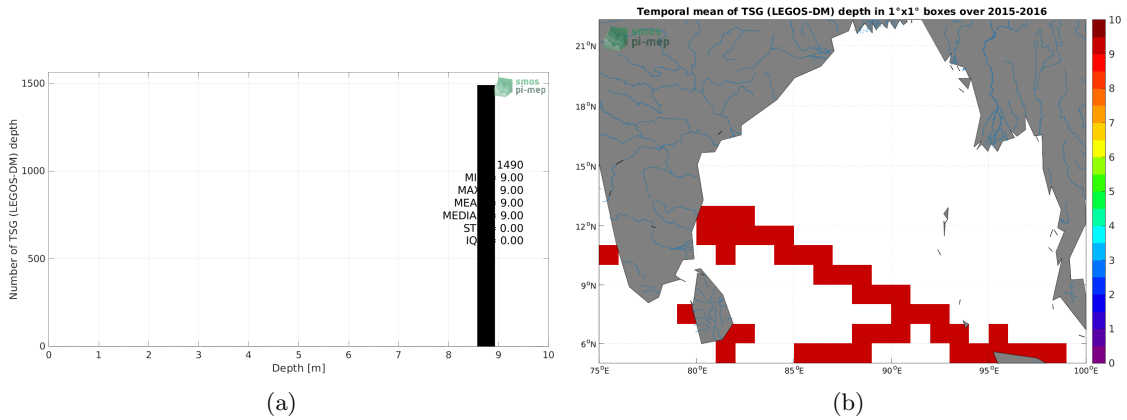 smos
pi-mep
1500
1000
500
0
1490
9.00
9.00
9.00
9.00
0.00
0.00
0 1 2 3 4 5 6 7 8 9 10
Depth [m]
Number of TSG (LEGOS-DM) depth
(a)
Temporal mean of TSG (LEGOS-DM) depth in 1°x1° boxes over 2015-2016
smos
pi-mep
21°N
18°N
15°N
12°N
9°N
6°N
75°E 80°E 85°E 90°E 95°E 100°E
10
9
8
7
6
5
4
3
2
1
0
(b)